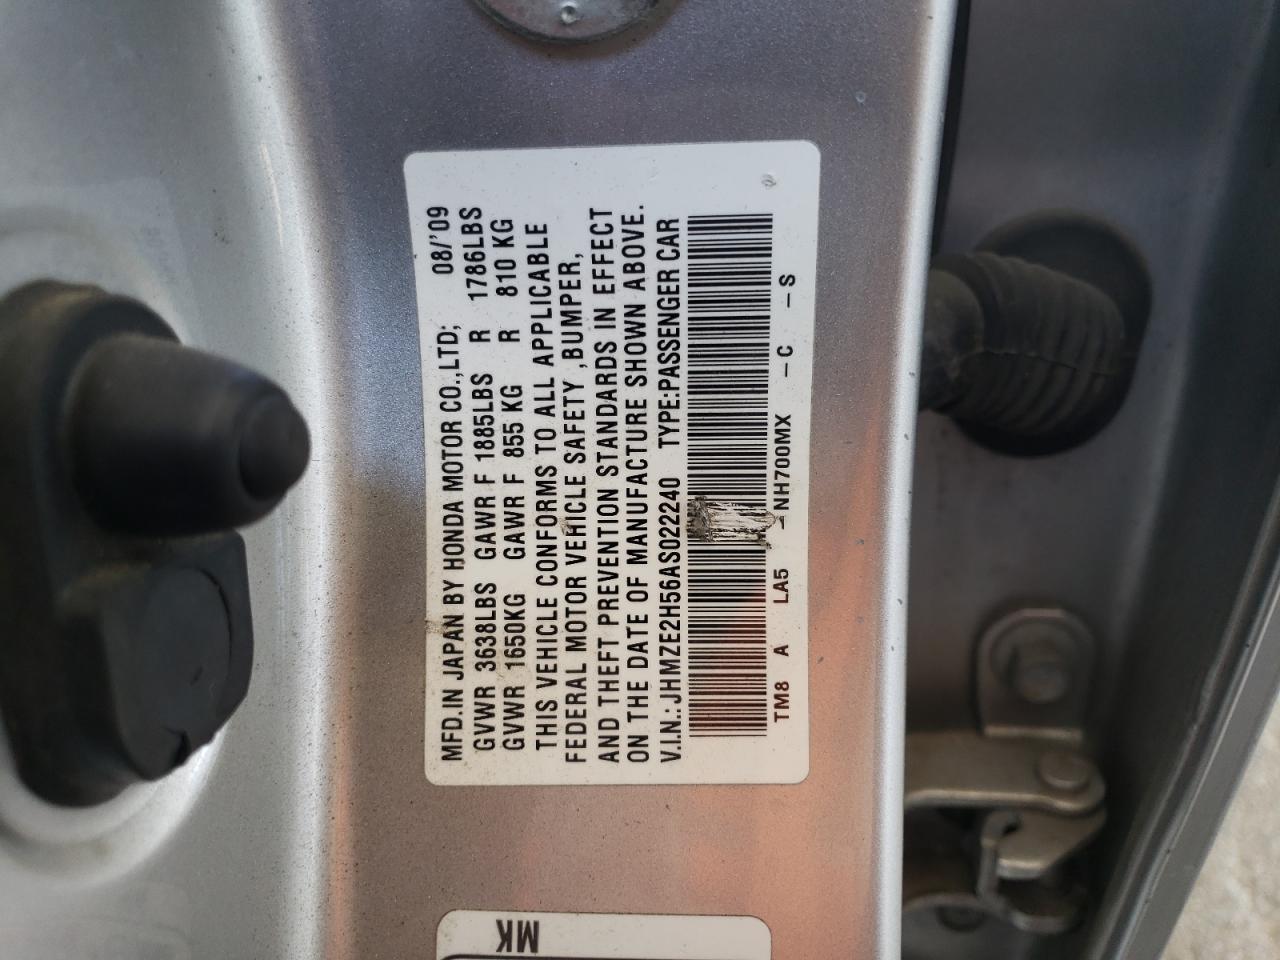 MFD.IN JAPAN BY HONDA MOTOR CO.,LTD; 08/'09
GVWR 3638LBS GAWR F 1885LBS R 1786LBS
GVWR 1650KG GAWR F 855 KG R 810 KG
THIS VEHICLE CONFORMS TO ALL APPLICABLE
FEDERAL MOTOR VEHICLE SAFETY ,BUMPER,
AND THEFT PREVENTION STANDARDS IN EFFECT
ON THE DATE OF MANUFACTURE SHOWN ABOVE.
V.I.N.: JHMZE2H56AS022240 TYPE:PASSENGER CAR
TM8 A LA5 -NH700MX -C -S
MK